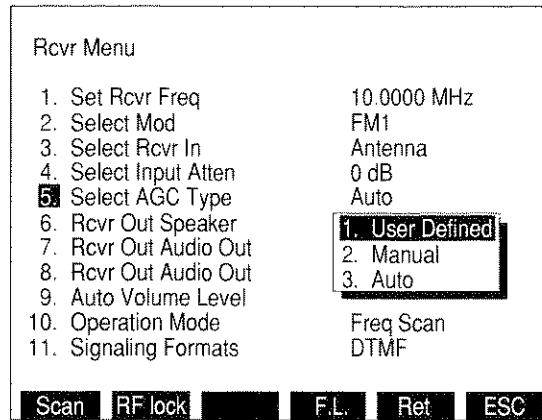 Rcvr Menu
1. Set Rcvr Freq 10.0000 MHz
2. Select Mod FM1
3. Select Rcvr In Antenna
4. Select Input Atten 0 dB
5. Select AGC Type Auto
6. Rcvr Out Speaker
7. Rcvr Out Audio Out
8. Rcvr Out Audio Out
9. Auto Volume Level
10. Operation Mode Freq Scan
11. Signaling Formats DTMF
1. User Defined
2. Manual
3. Auto
Scan RF lock F.L. Ret ESC